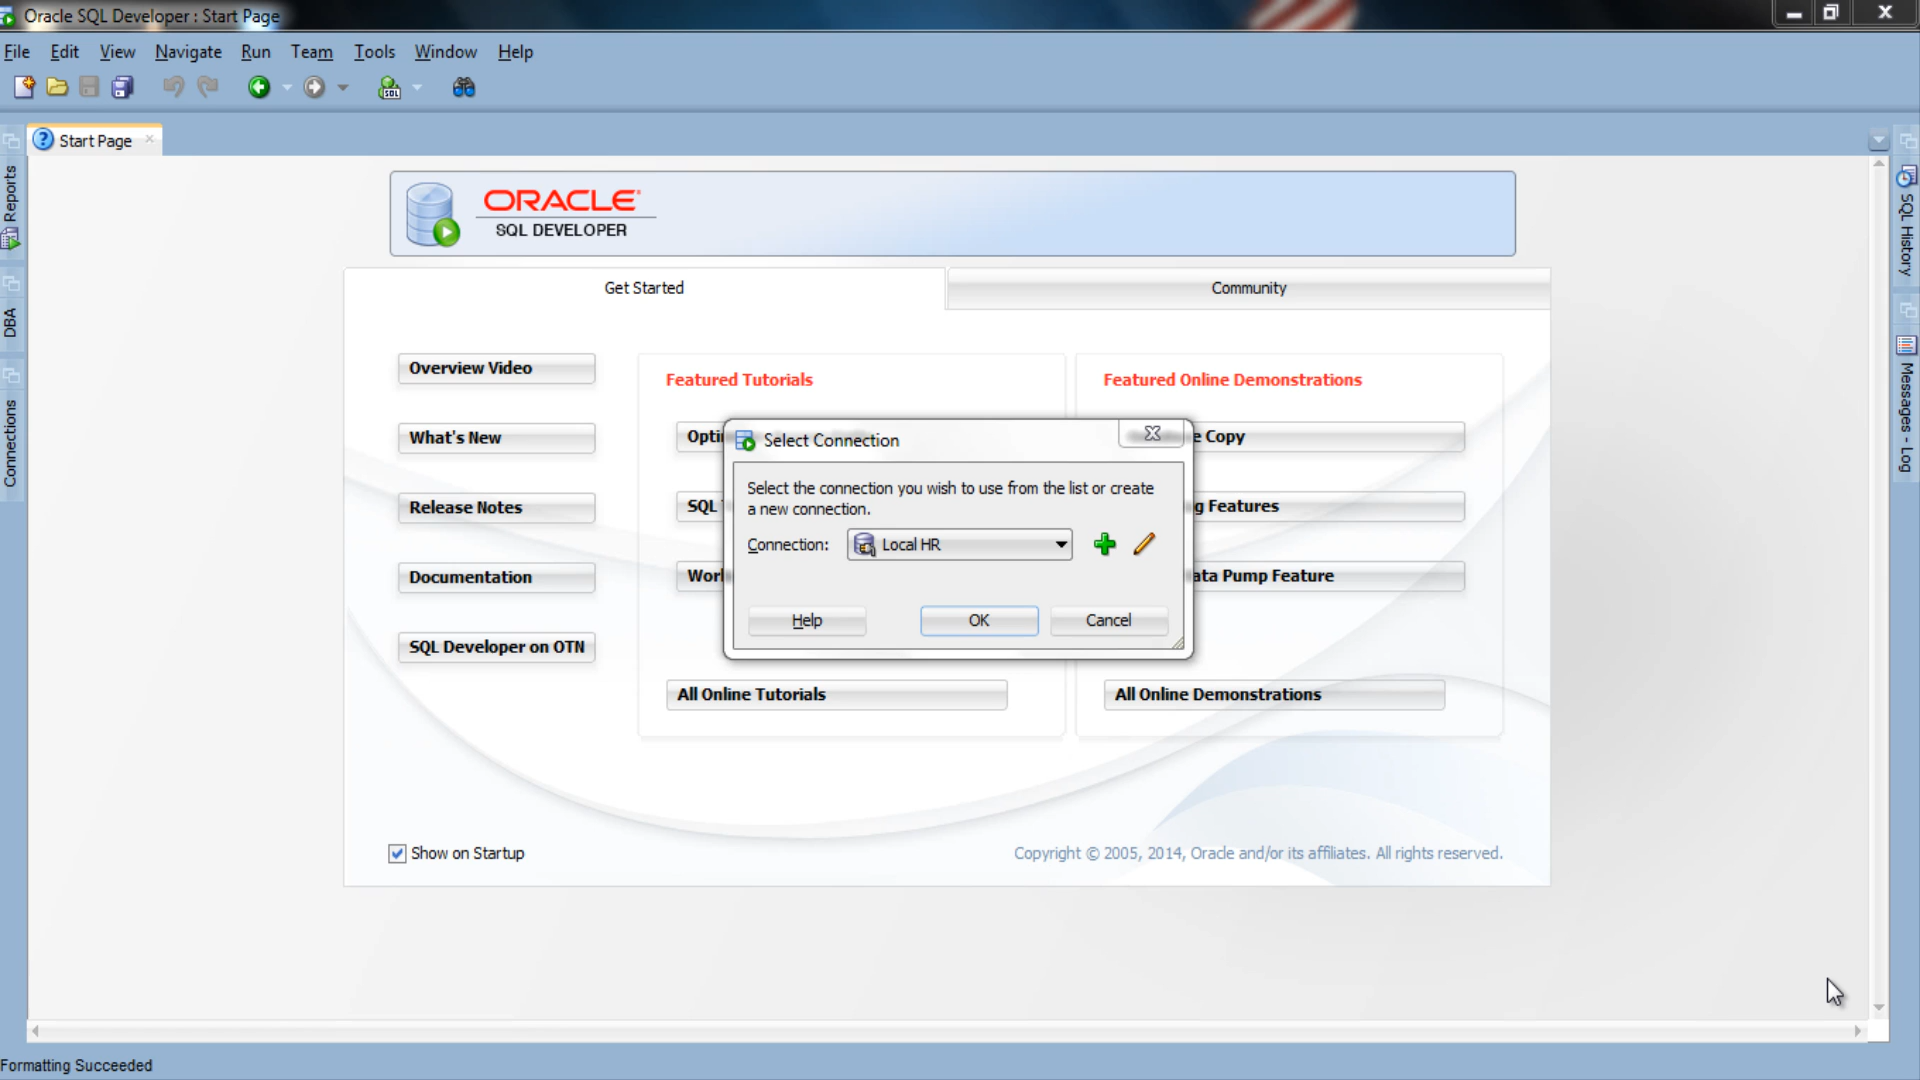 Oracle SQL Developer : Start Page
File Edit View Navigate Run Team Tools Window Help
SQL
Start Page
Reports
DBA
Connections
SQL History
Messages - Log
ORACLE
SQL DEVELOPER
Get Started
Community
Overview Video
What's New
Release Notes
Documentation
SQL Developer on OTN
Featured Tutorials
Featured Online Demonstrations
Copy
SQL
Features
ata Pump Feature
Select Connection
Select the connection you wish to use from the list or create
a new connection.
Connection: Local HR
Help OK Cancel
All Online Tutorials
All Online Demonstrations
Show on Startup
Copyright © 2005, 2014, Oracle and/or its affiliates. All rights reserved.
Formatting Succeeded